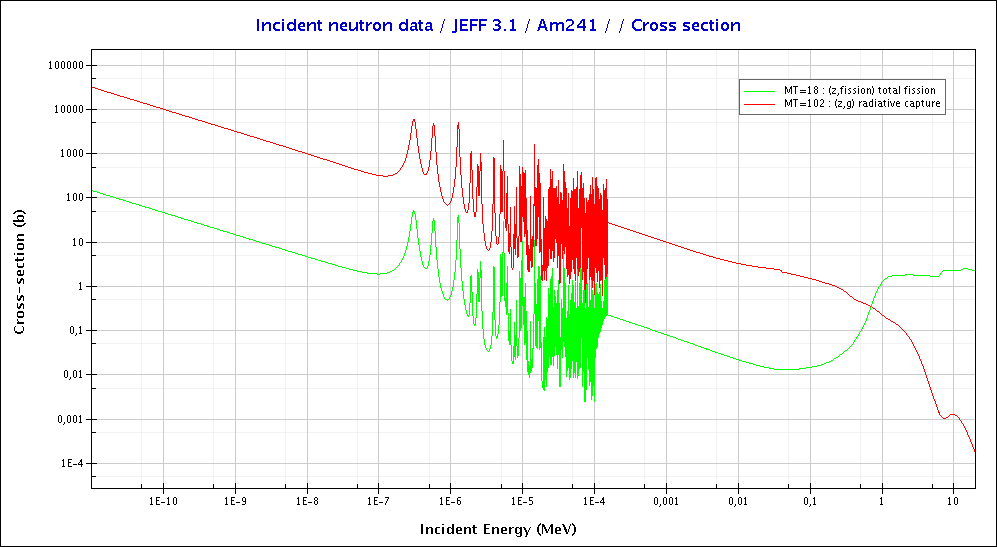 Incident neutron data / JEFF 3.1 / Am241 / / Cross section
100000
10000
1000
100
10
1
0,1
0,01
0,001
1E-4
Cross-section (b)
MT=18 : (z,fission) total fission
MT=102 : (z,g) radiative capture
1E-10 1E-9 1E-8 1E-7 1E-6 1E-5 1E-4 0,001 0,01 0,1 1 10
Incident Energy (MeV)